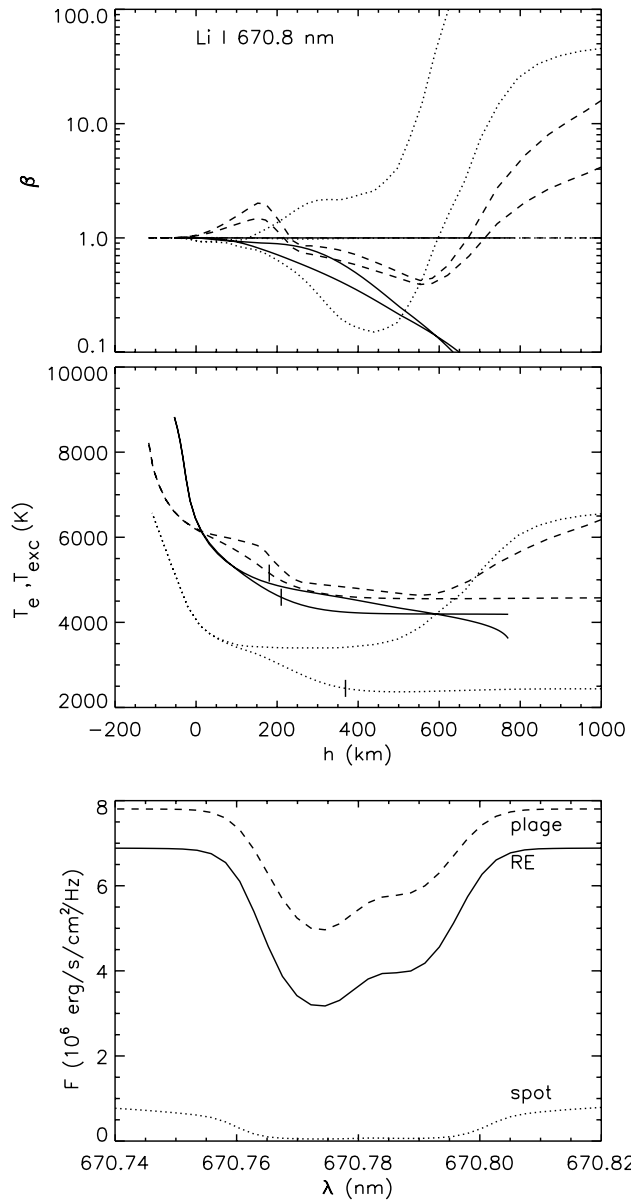 Li I 670.8 nm
100.0
10.0
1.0
0.1
β
10000
8000
6000
4000
2000
T_e, T_exc (K)
−200 0 200 400 600 800 1000
h (km)
8
6
4
2
0
F (10^6 erg/s/cm^2/Hz)
plage
RE
spot
670.74 670.76 670.78 670.80 670.82
λ (nm)